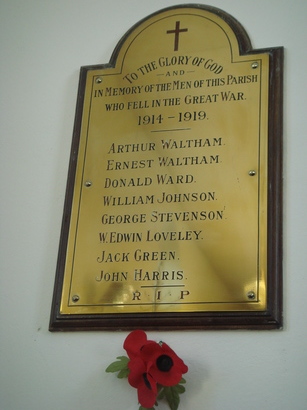 To the Glory of God
— AND —
in Memory of the Men of this Parish
who fell in the Great War.
1914 – 1919.
Arthur Waltham.
Ernest Waltham.
Donald Ward.
William Johnson.
George Stevenson.
W. Edwin Loveley.
Jack Green.
John Harris.
R I P